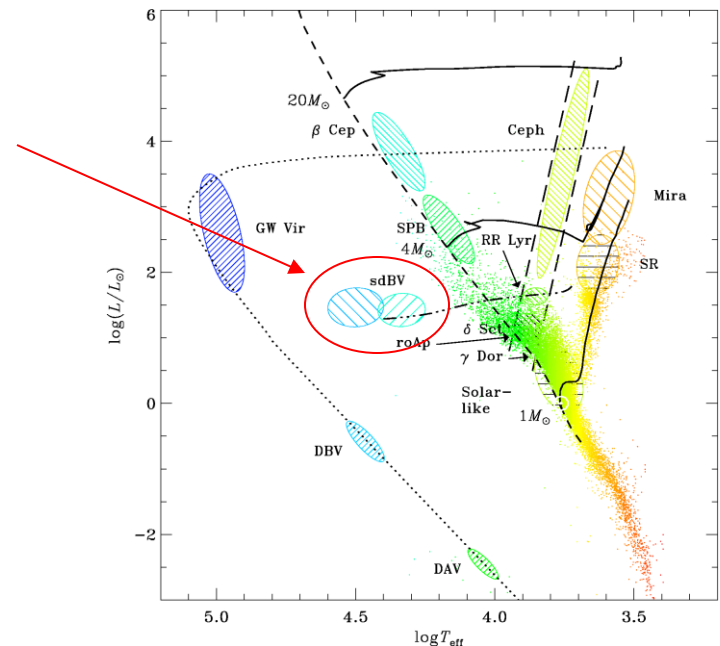 6
20M⊙
β Cep
Ceph
4
GW Vir
Mira
SPB
4M⊙
RR Lyr
SR
sdBV
2
log(L/L⊙)
δ Sct
roAp
γ Dor
Solar-
like
1M⊙
0
DBV
-2
DAV
5.0 4.5 4.0 3.5
logT_eff